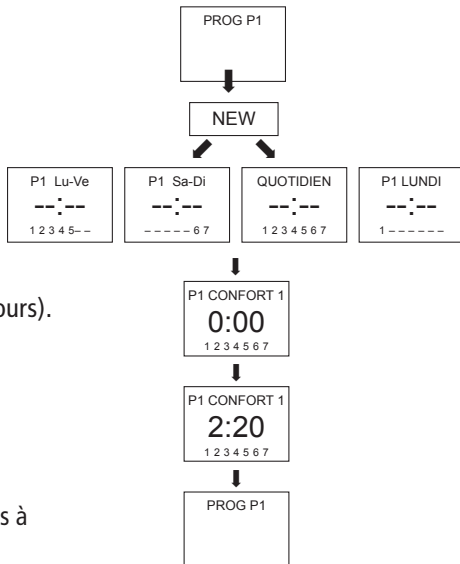 PROG P1
NEW
P1 Lu-Ve
--:--
1 2 3 4 5 – –
P1 Sa-Di
--:--
– – – – – 6 7
QUOTIDIEN
--:--
1 2 3 4 5 6 7
P1 LUNDI
--:--
1 – – – – – –
ours).
P1 CONFORT 1
0:00
1 2 3 4 5 6 7
P1 CONFORT 1
2:20
1 2 3 4 5 6 7
PROG P1
s à